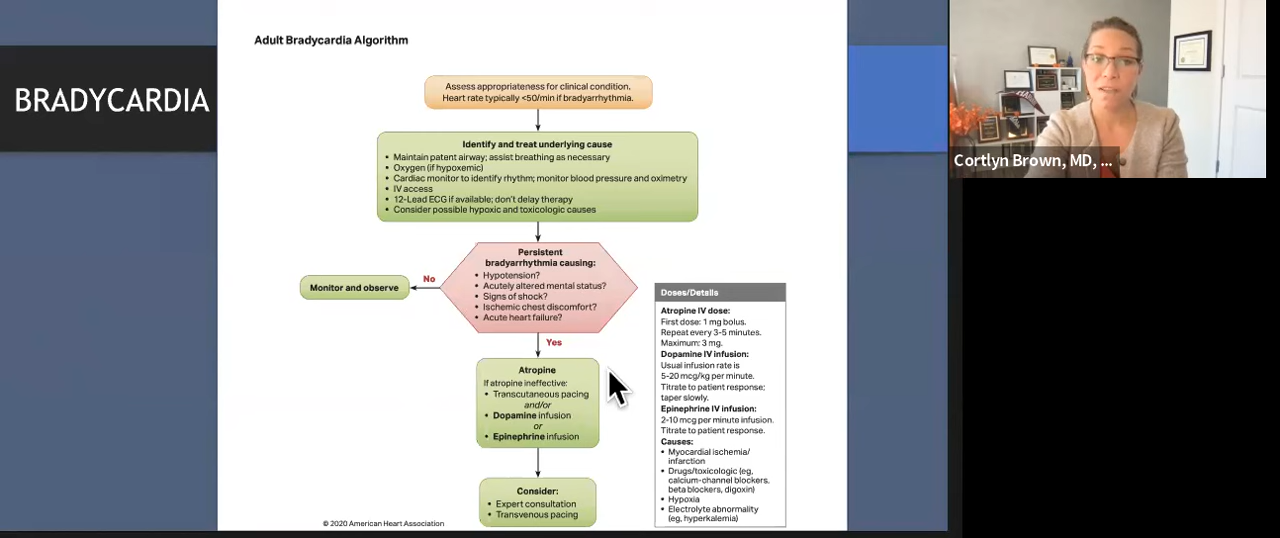 BRADYCARDIA
Adult Bradycardia Algorithm
Assess appropriateness for clinical condition.
Heart rate typically <50/min if bradyarrhythmia.
Identify and treat underlying cause
• Maintain patent airway; assist breathing as necessary
• Oxygen (if hypoxemic)
• Cardiac monitor to identify rhythm; monitor blood pressure and oximetry
• IV access
• 12-Lead ECG if available; don't delay therapy
• Consider possible hypoxic and toxicologic causes
Persistent
bradyarrhythmia causing:
• Hypotension?
• Acutely altered mental status?
• Signs of shock?
• Ischemic chest discomfort?
• Acute heart failure?
No
Monitor and observe
Yes
Atropine
If atropine ineffective:
• Transcutaneous pacing
and/or
• Dopamine infusion
or
• Epinephrine infusion
Consider:
• Expert consultation
• Transvenous pacing
Doses/Details
Atropine IV dose:
First dose: 1 mg bolus.
Repeat every 3-5 minutes.
Maximum: 3 mg.
Dopamine IV infusion:
Usual infusion rate is
5-20 mcg/kg per minute.
Titrate to patient response;
taper slowly.
Epinephrine IV infusion:
2-10 mcg per minute infusion.
Titrate to patient response.
Causes:
• Myocardial ischemia/
infarction
• Drugs/toxicologic (eg,
calcium-channel blockers,
beta blockers, digoxin)
• Hypoxia
• Electrolyte abnormality
(eg, hyperkalemia)
© 2020 American Heart Association
Cortlyn Brown, MD, ...